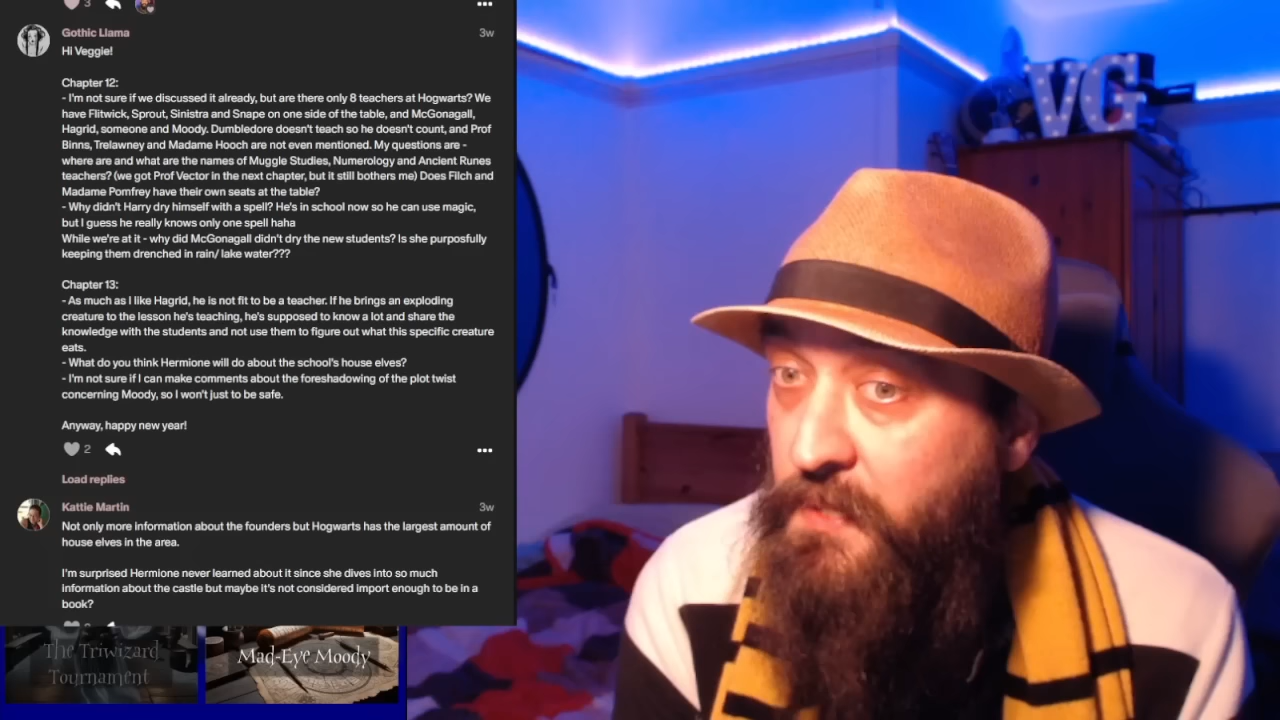 3
Gothic Llama
3w
Hi Veggie!
Chapter 12:
- I'm not sure if we discussed it already, but are there only 8 teachers at Hogwarts? We
have Flitwick, Sprout, Sinistra and Snape on one side of the table, and McGonagall,
Hagrid, someone and Moody. Dumbledore doesn't teach so he doesn't count, and Prof
Binns, Trelawney and Madame Hooch are not even mentioned. My questions are -
where are and what are the names of Muggle Studies, Numerology and Ancient Runes
teachers? (we got Prof Vector in the next chapter, but it still bothers me) Does Filch and
Madame Pomfrey have their own seats at the table?
- Why didn't Harry dry himself with a spell? He's in school now so he can use magic,
but I guess he really knows only one spell haha
While we're at it - why did McGonagall didn't dry the new students? Is she purposfully
keeping them drenched in rain/ lake water???
Chapter 13:
- As much as I like Hagrid, he is not fit to be a teacher. If he brings an exploding
creature to the lesson he's teaching, he's supposed to know a lot and share the
knowledge with the students and not use them to figure out what this specific creature
eats.
- What do you think Hermione will do about the school's house elves?
- I'm not sure if I can make comments about the foreshadowing of the plot twist
concerning Moody, so I won't just to be safe.
Anyway, happy new year!
2
Load replies
Kattie Martin
3w
Not only more information about the founders but Hogwarts has the largest amount of
house elves in the area.
I'm surprised Hermione never learned about it since she dives into so much
information about the castle but maybe it's not considered import enough to be in a
book?
The Triwizard
Tournament
Mad-Eye Moody
VG